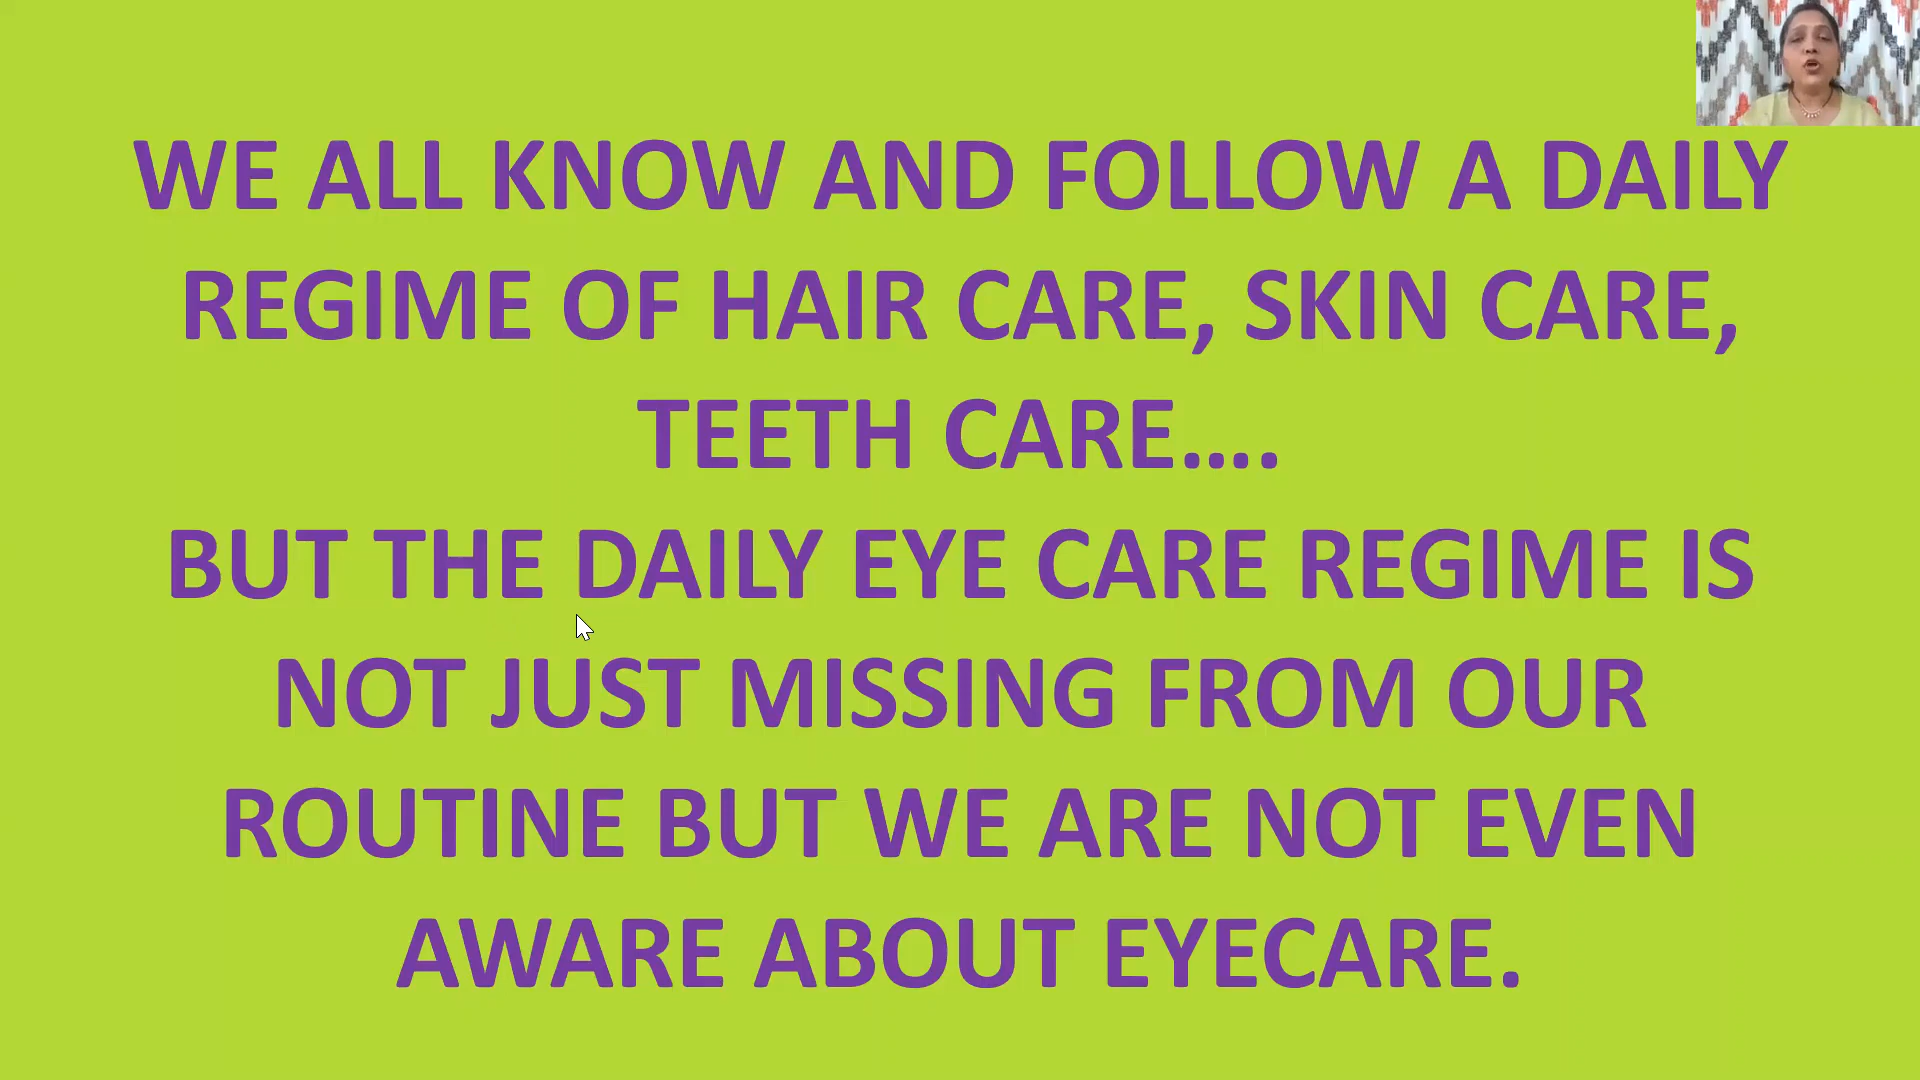 WE ALL KNOW AND FOLLOW A DAILY
REGIME OF HAIR CARE, SKIN CARE,
TEETH CARE....
BUT THE DAILY EYE CARE REGIME IS
NOT JUST MISSING FROM OUR
ROUTINE BUT WE ARE NOT EVEN
AWARE ABOUT EYECARE.